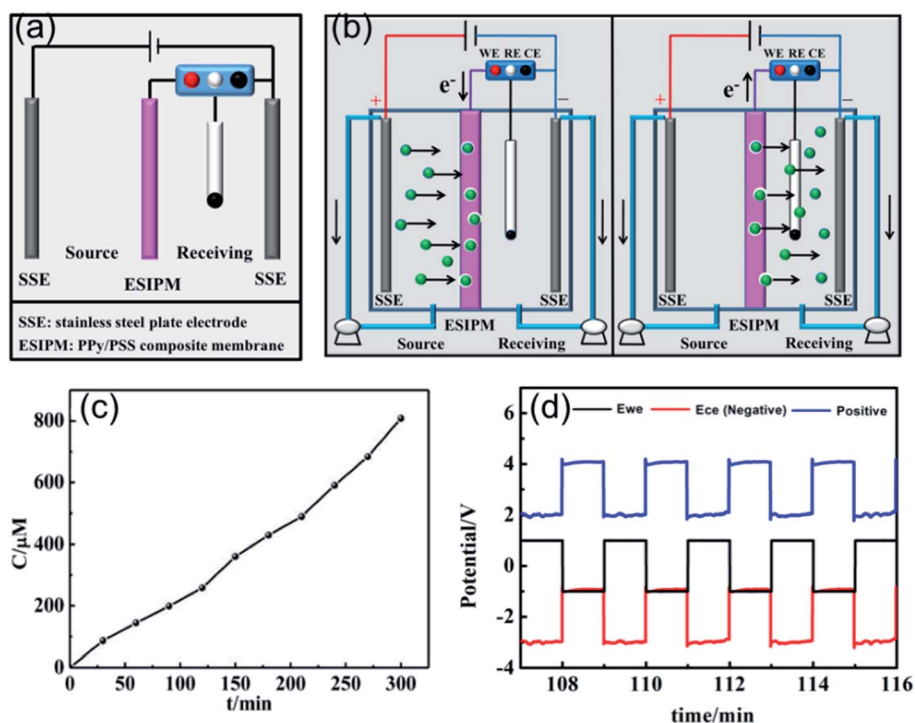 (a)
Source
Receiving
SSE
ESIPM
SSE
SSE: stainless steel plate electrode
ESIPM: PPy/PSS composite membrane
(b)
WE RE CE
e-
+
−
SSE
SSE
ESIPM
Source
Receiving
WE RE CE
e-
+
−
SSE
SSE
ESIPM
Source
Receiving
(c)
C/μM
800
600
400
200
0
0 50 100 150 200 250 300
t/min
(d)
Ewe
Ece (Negative)
Positive
Potential/V
6
4
2
0
-2
-4
108 110 112 114 116
time/min